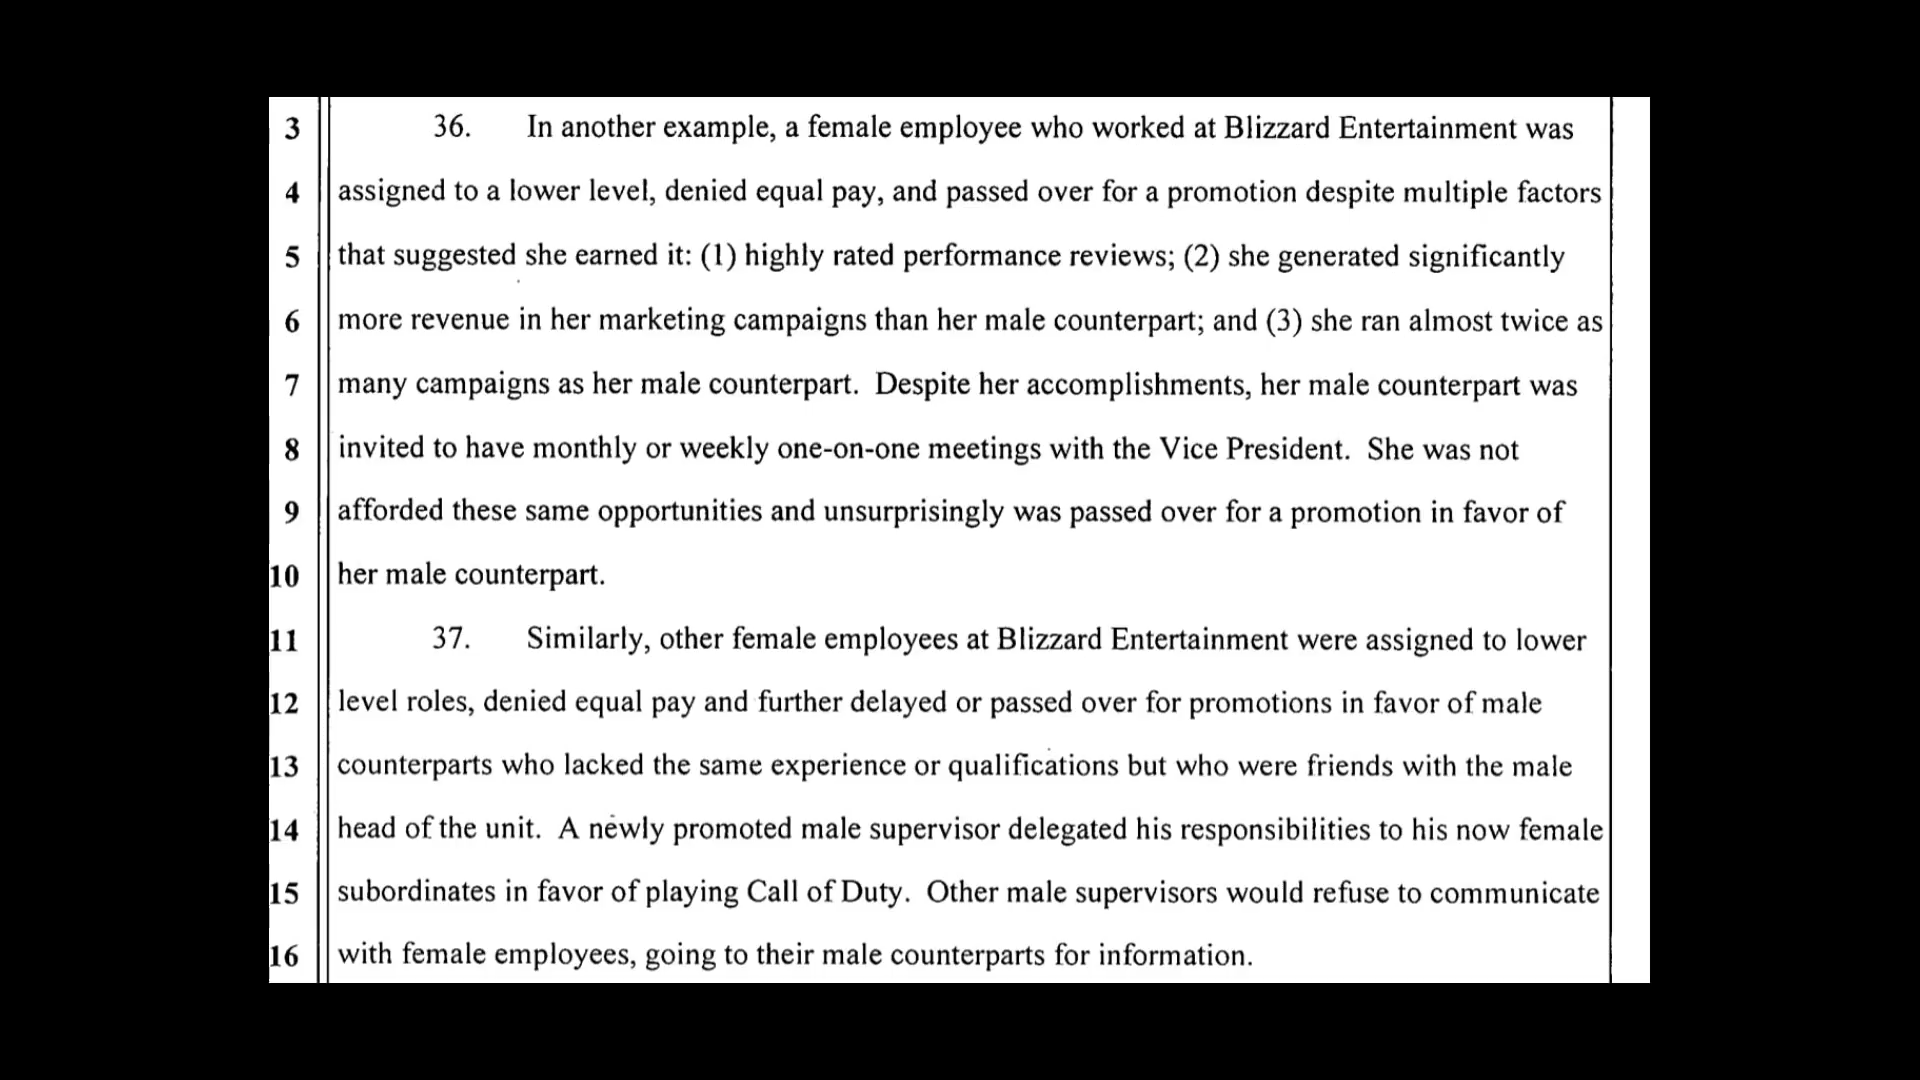 3 36. In another example, a female employee who worked at Blizzard Entertainment was
4 assigned to a lower level, denied equal pay, and passed over for a promotion despite multiple factors
5 that suggested she earned it: (1) highly rated performance reviews; (2) she generated significantly
6 more revenue in her marketing campaigns than her male counterpart; and (3) she ran almost twice as
7 many campaigns as her male counterpart. Despite her accomplishments, her male counterpart was
8 invited to have monthly or weekly one-on-one meetings with the Vice President. She was not
9 afforded these same opportunities and unsurprisingly was passed over for a promotion in favor of
10 her male counterpart.
11 37. Similarly, other female employees at Blizzard Entertainment were assigned to lower
12 level roles, denied equal pay and further delayed or passed over for promotions in favor of male
13 counterparts who lacked the same experience or qualifications but who were friends with the male
14 head of the unit. A newly promoted male supervisor delegated his responsibilities to his now female
15 subordinates in favor of playing Call of Duty. Other male supervisors would refuse to communicate
16 with female employees, going to their male counterparts for information.